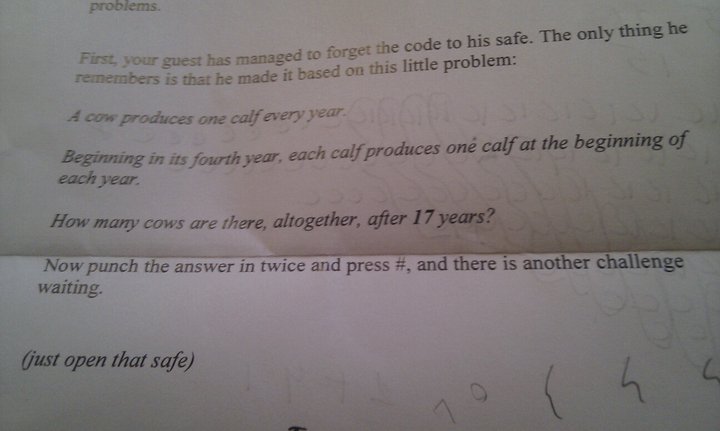 problems.
First, your guest has managed to forget the code to his safe. The only thing he
remembers is that he made it based on this little problem:
A cow produces one calf every year.
Beginning in its fourth year, each calf produces one calf at the beginning of
each year.
How many cows are there, altogether, after 17 years?
Now punch the answer in twice and press #, and there is another challenge
waiting.
(just open that safe)